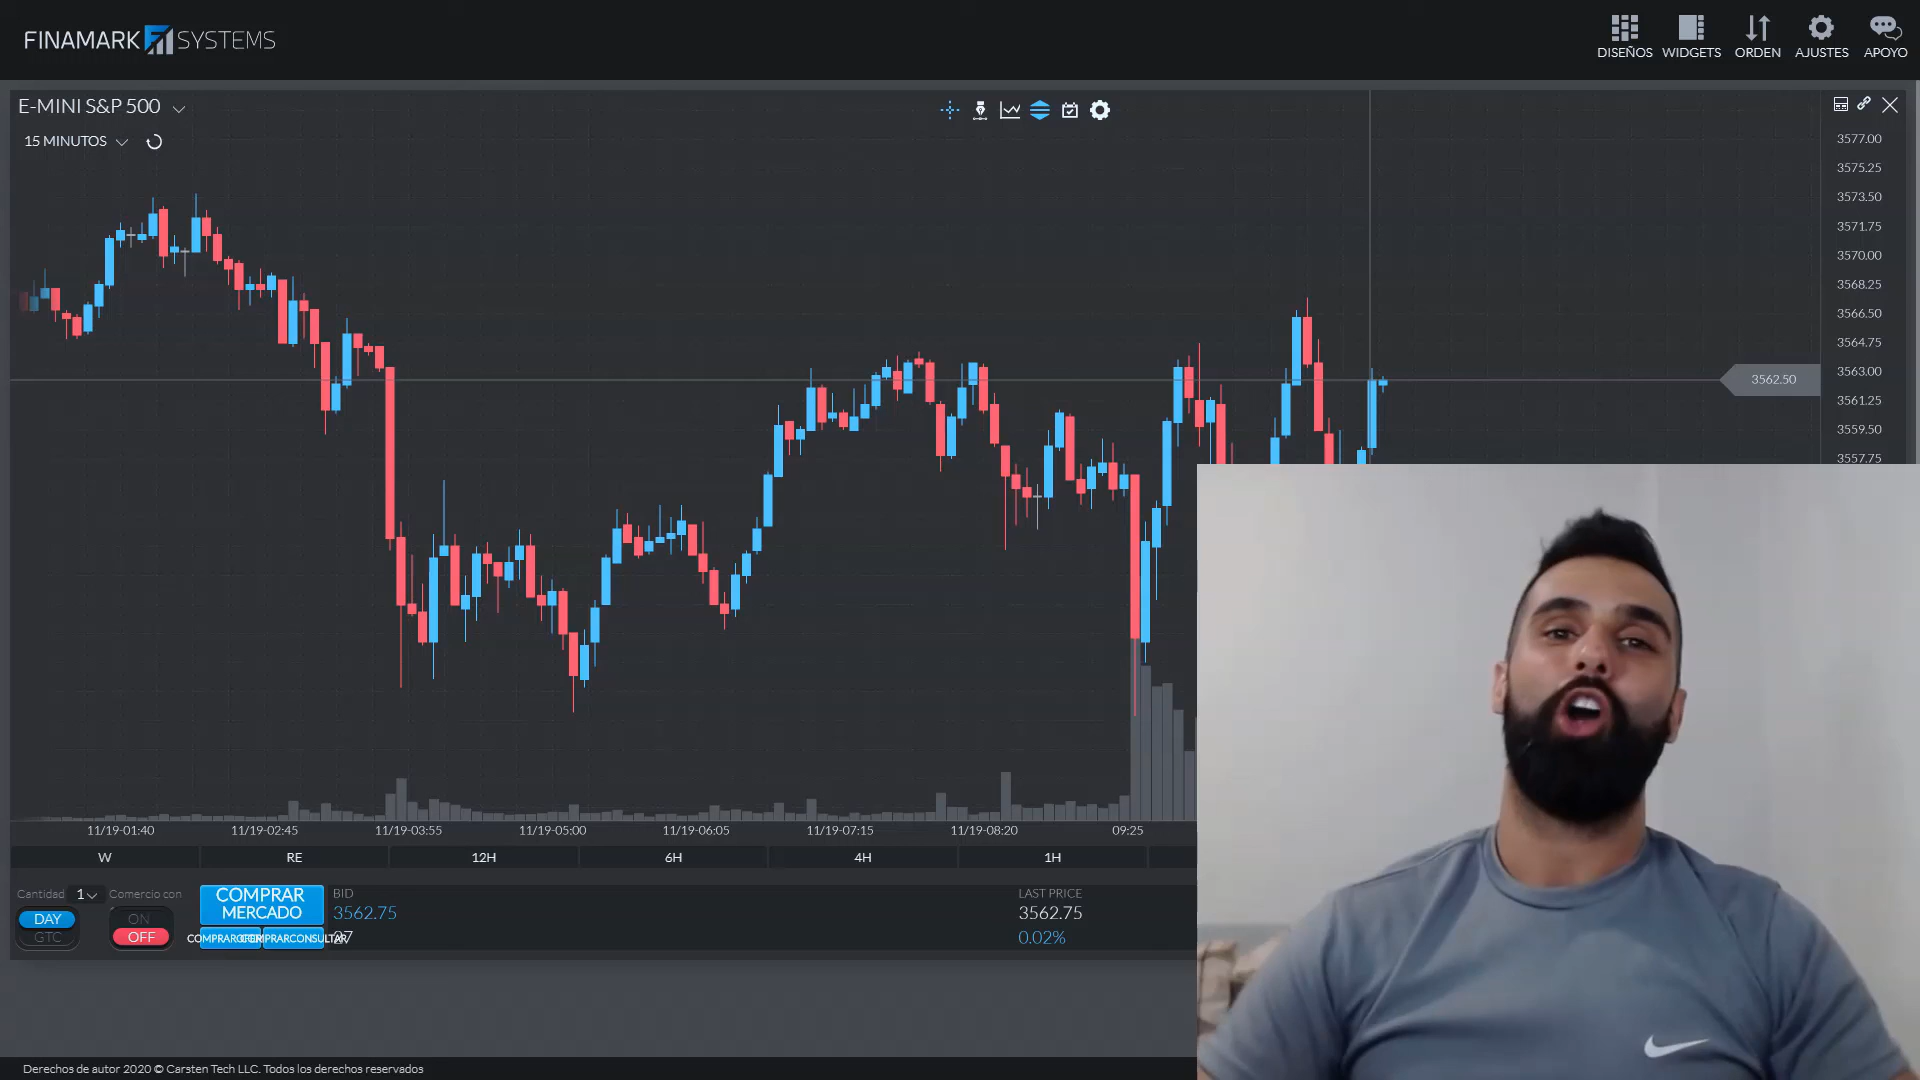 FINAMARK SYSTEMS
DISEÑOS WIDGETS ORDEN AJUSTES APOYO
E-MINI S&P 500
15 MINUTOS
3577.00
3575.25
3573.50
3571.75
3570.00
3568.25
3566.50
3564.75
3563.00
3562.50
3561.25
3559.50
3557.75
11/19-01:40 11/19-02:45 11/19-03:55 11/19-05:00 11/19-06:05 11/19-07:15 11/19-08:20 09:25
W RE 12H 6H 4H 1H
Cantidad 1 Comercio con
DAY
GTC
ON
OFF
COMPRAR
MERCADO
BID
3562.75
LAST PRICE
3562.75
0.02%
Derechos de autor 2020 © Carsten Tech LLC. Todos los derechos reservados